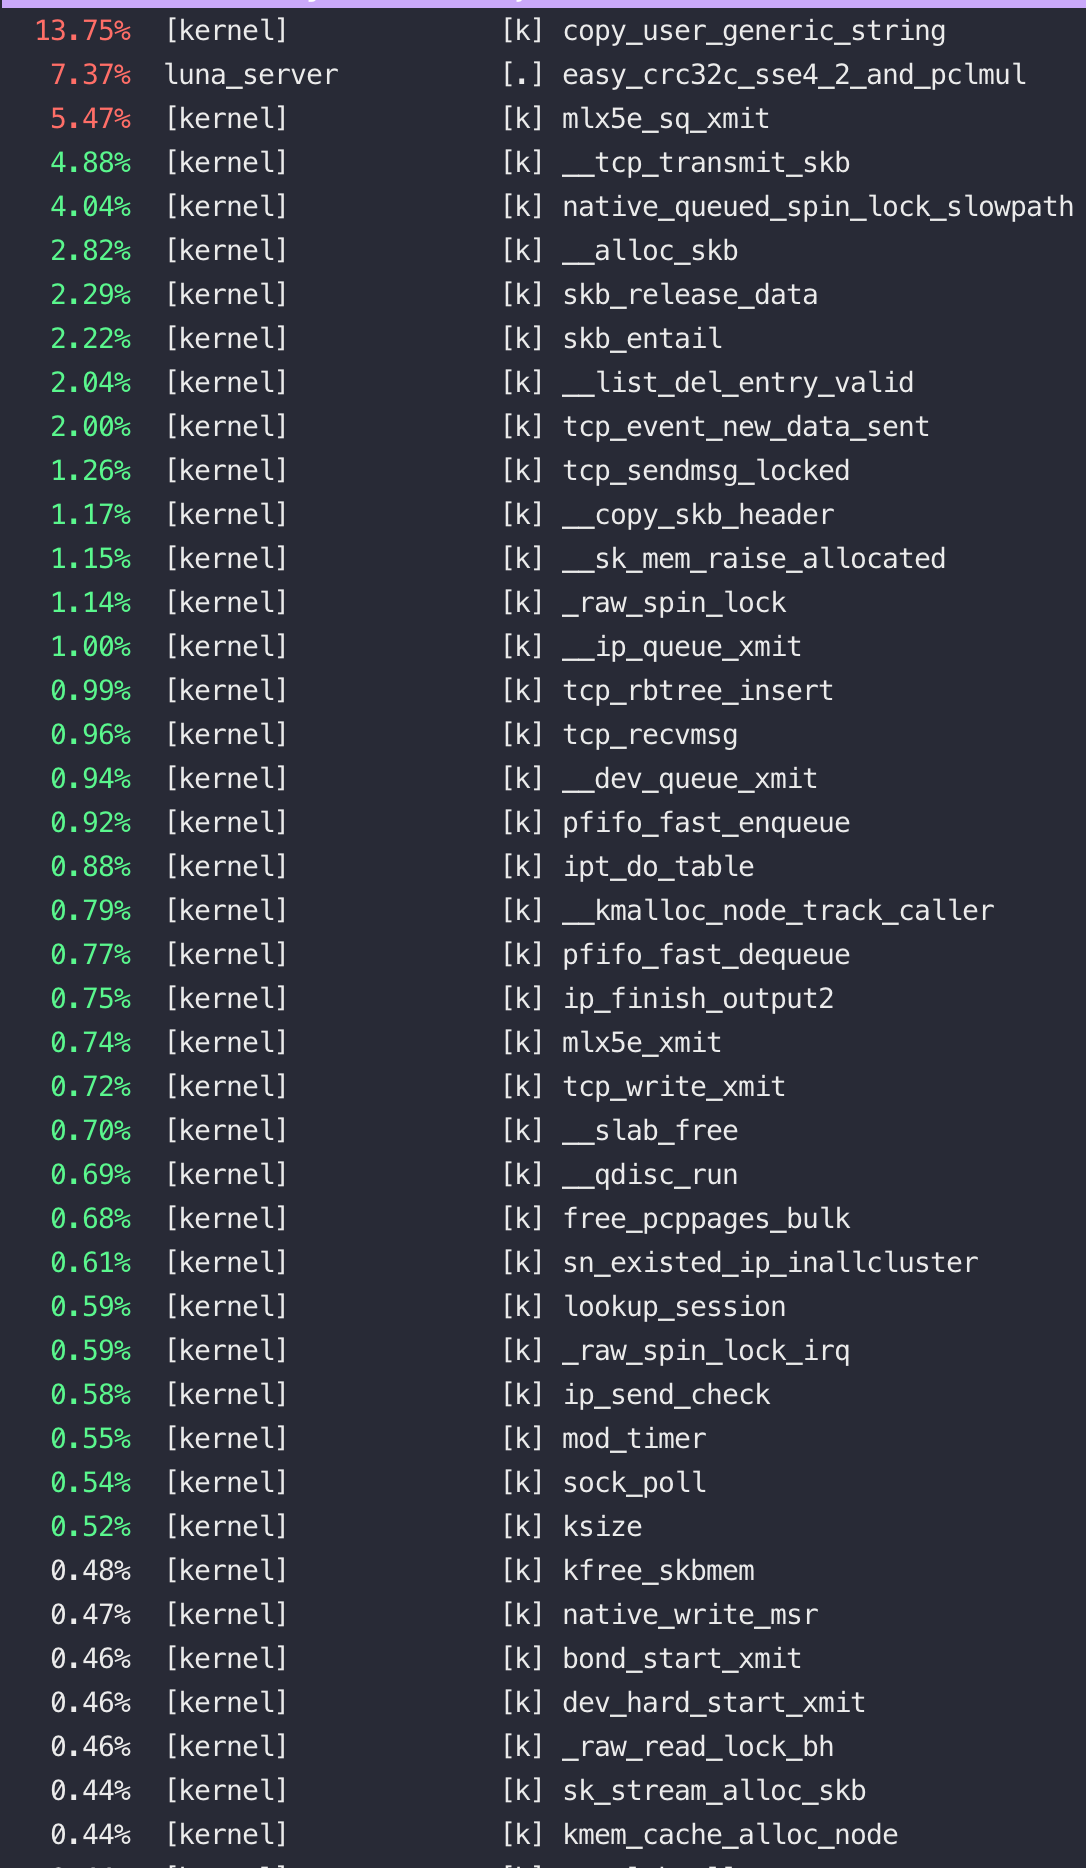 13.75% [kernel] [k] copy_user_generic_string
7.37% luna_server [.] easy_crc32c_sse4_2_and_pclmul
5.47% [kernel] [k] mlx5e_sq_xmit
4.88% [kernel] [k] __tcp_transmit_skb
4.04% [kernel] [k] native_queued_spin_lock_slowpath
2.82% [kernel] [k] __alloc_skb
2.29% [kernel] [k] skb_release_data
2.22% [kernel] [k] skb_entail
2.04% [kernel] [k] __list_del_entry_valid
2.00% [kernel] [k] tcp_event_new_data_sent
1.26% [kernel] [k] tcp_sendmsg_locked
1.17% [kernel] [k] __copy_skb_header
1.15% [kernel] [k] __sk_mem_raise_allocated
1.14% [kernel] [k] _raw_spin_lock
1.00% [kernel] [k] __ip_queue_xmit
0.99% [kernel] [k] tcp_rbtree_insert
0.96% [kernel] [k] tcp_recvmsg
0.94% [kernel] [k] __dev_queue_xmit
0.92% [kernel] [k] pfifo_fast_enqueue
0.88% [kernel] [k] ipt_do_table
0.79% [kernel] [k] __kmalloc_node_track_caller
0.77% [kernel] [k] pfifo_fast_dequeue
0.75% [kernel] [k] ip_finish_output2
0.74% [kernel] [k] mlx5e_xmit
0.72% [kernel] [k] tcp_write_xmit
0.70% [kernel] [k] __slab_free
0.69% [kernel] [k] __qdisc_run
0.68% [kernel] [k] free_pcppages_bulk
0.61% [kernel] [k] sn_existed_ip_inallcluster
0.59% [kernel] [k] lookup_session
0.59% [kernel] [k] _raw_spin_lock_irq
0.58% [kernel] [k] ip_send_check
0.55% [kernel] [k] mod_timer
0.54% [kernel] [k] sock_poll
0.52% [kernel] [k] ksize
0.48% [kernel] [k] kfree_skbmem
0.47% [kernel] [k] native_write_msr
0.46% [kernel] [k] bond_start_xmit
0.46% [kernel] [k] dev_hard_start_xmit
0.46% [kernel] [k] _raw_read_lock_bh
0.44% [kernel] [k] sk_stream_alloc_skb
0.44% [kernel] [k] kmem_cache_alloc_node